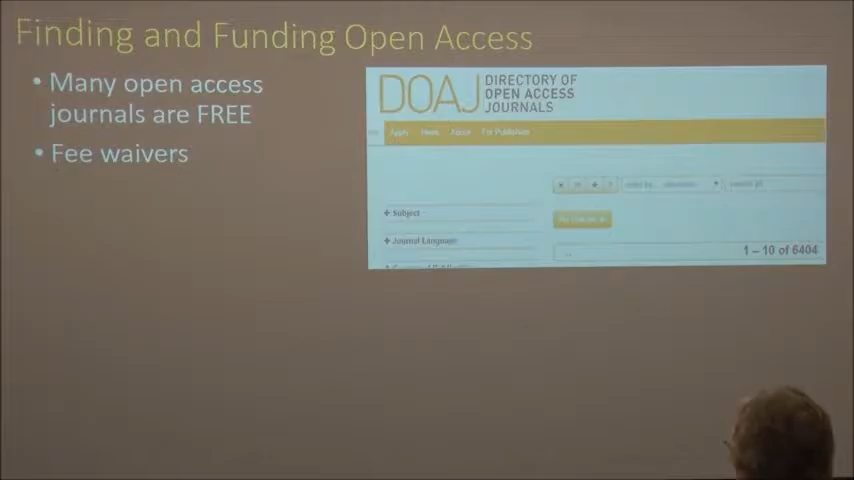 Finding and Funding Open Access
• Many open access
journals are FREE
• Fee waivers
DOAJ
DIRECTORY OF
OPEN ACCESS
JOURNALS
Apply News About For Publishers
+ Subject
+ Journal Language
1 – 10 of 6404